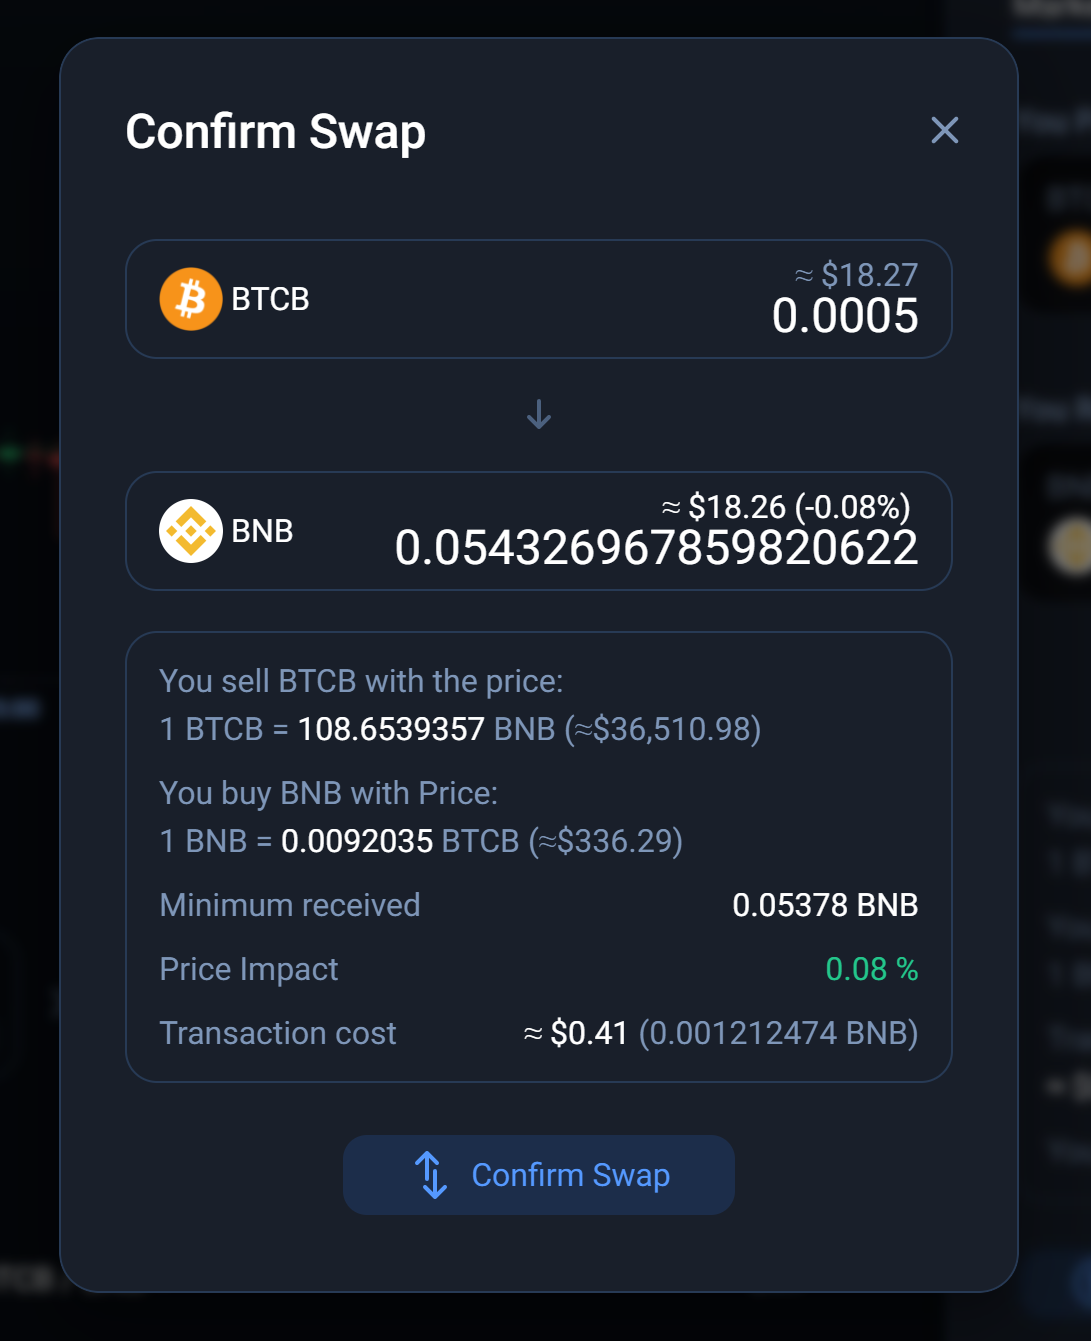 Confirm Swap
≈ $18.27
BTCB
0.0005
≈ $18.26 (-0.08%)
BNB
0.054326967859820622
You sell BTCB with the price:
1 BTCB = 108.6539357 BNB (≈$36,510.98)
You buy BNB with Price:
1 BNB = 0.0092035 BTCB (≈$336.29)
Minimum received 0.05378 BNB
Price Impact 0.08 %
Transaction cost ≈ $0.41 (0.001212474 BNB)
Confirm Swap